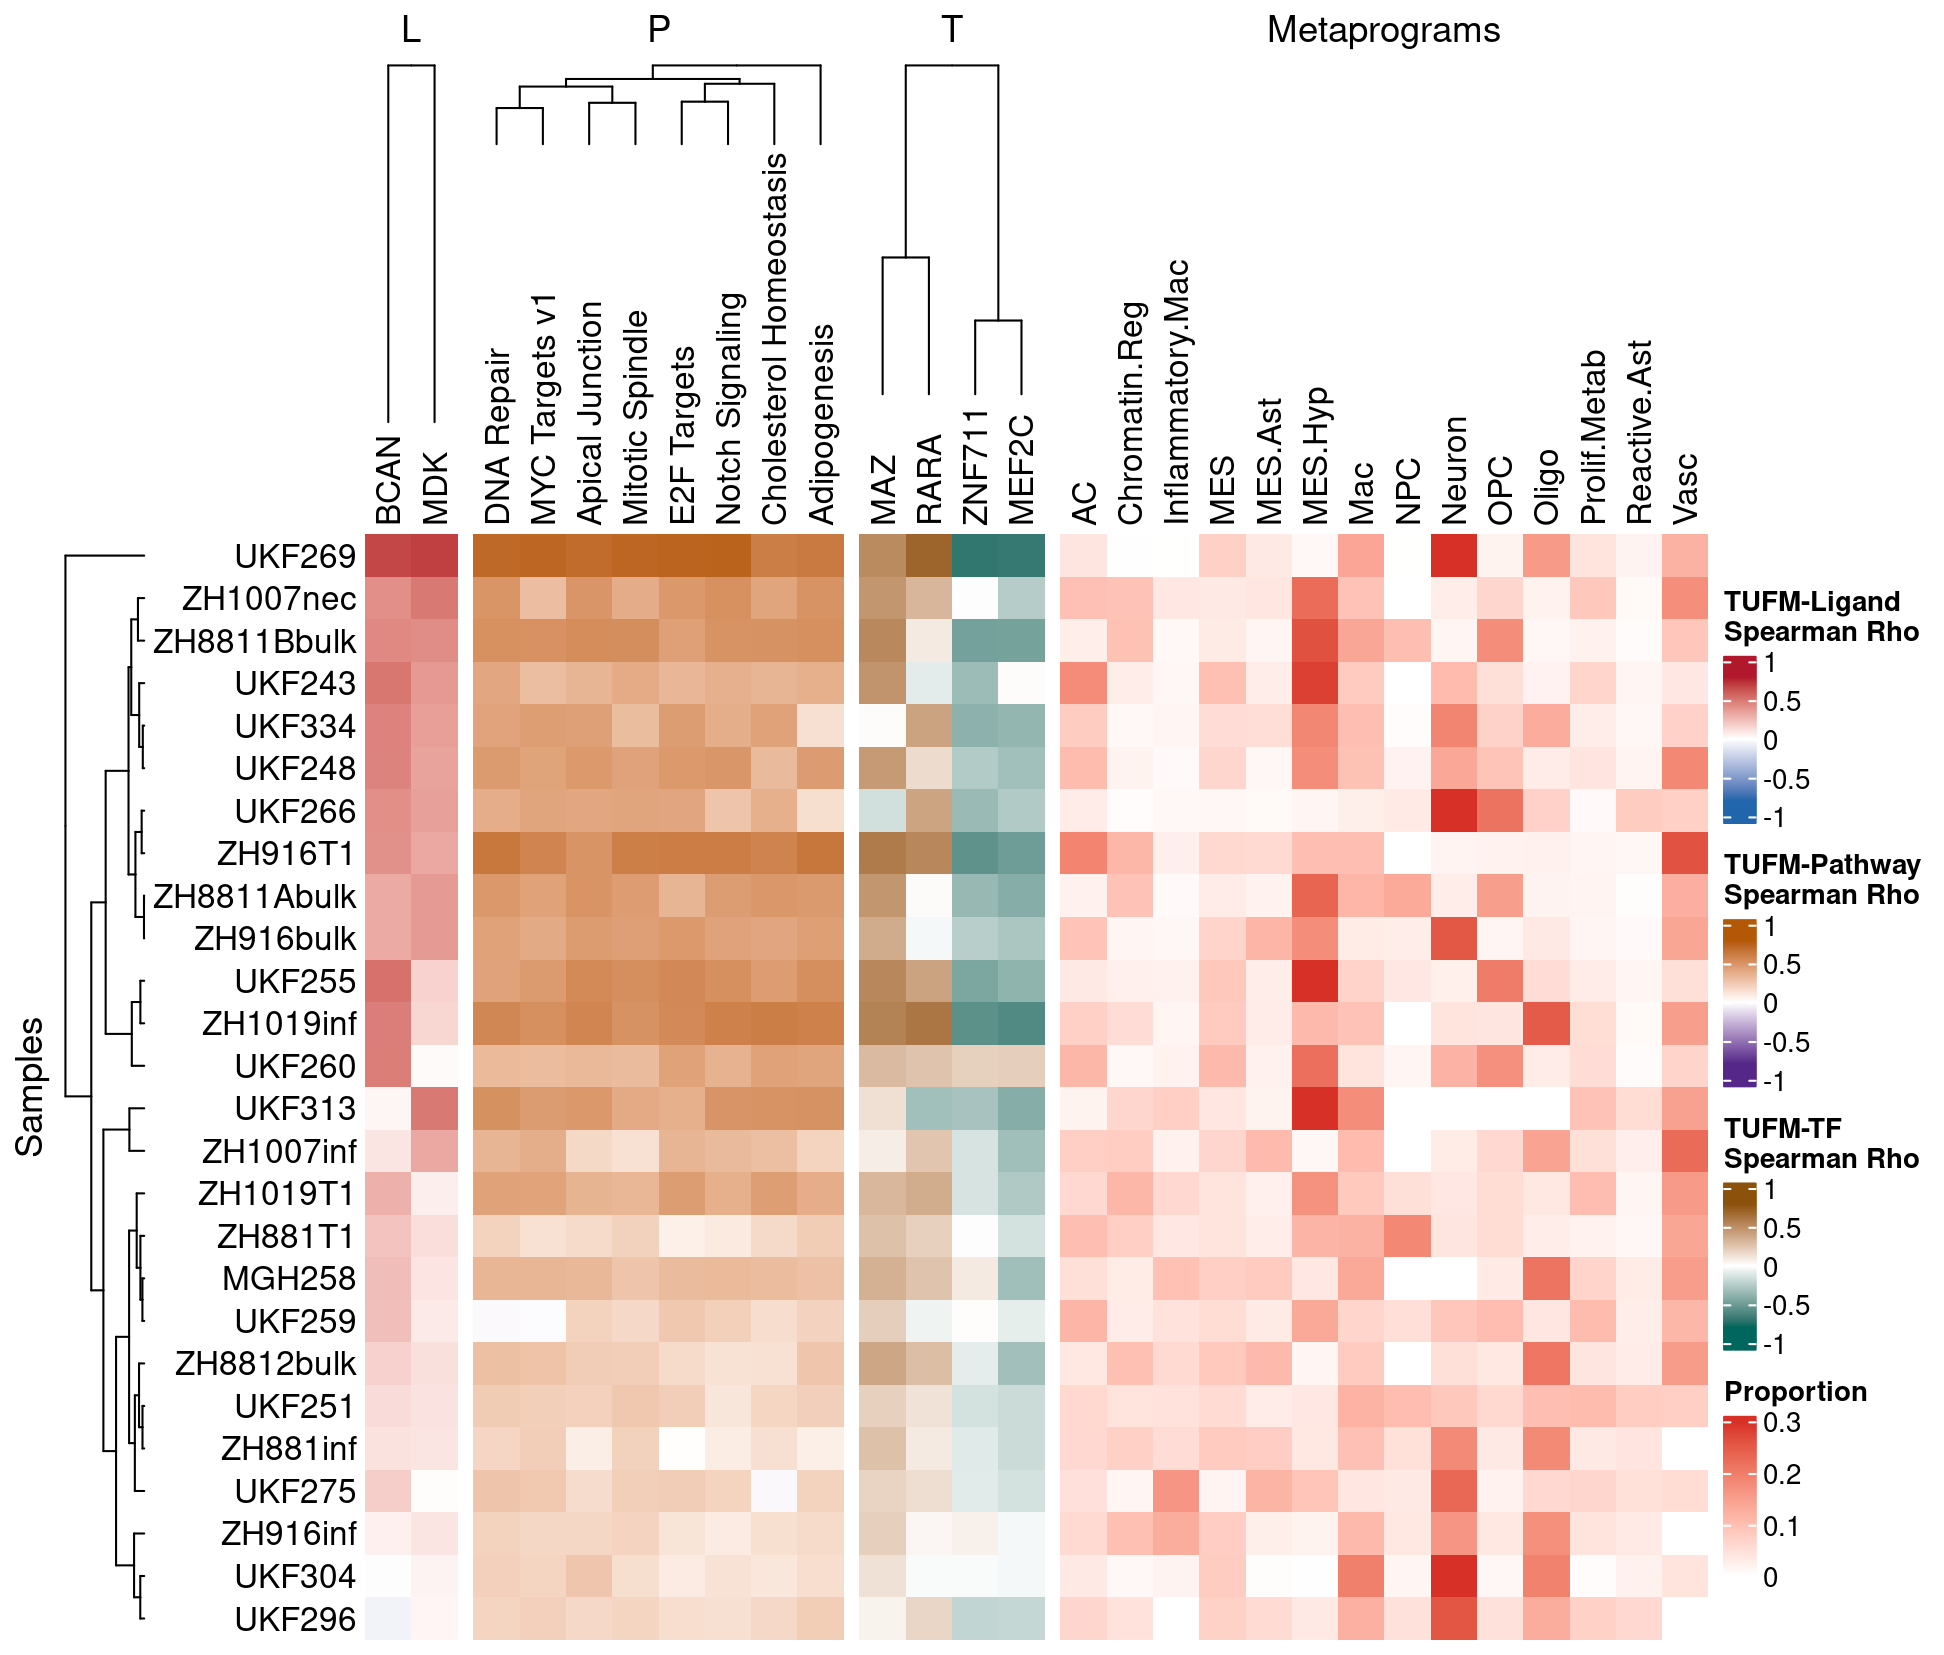 L
P
T
Metaprograms
BCAN
MDK
DNA Repair
MYC Targets v1
Apical Junction
Mitotic Spindle
E2F Targets
Notch Signaling
Cholesterol Homeostasis
Adipogenesis
MAZ
RARA
ZNF711
MEF2C
AC
Chromatin.Reg
Inflammatory.Mac
MES
MES.Ast
MES.Hyp
Mac
NPC
Neuron
OPC
Oligo
Prolif.Metab
Reactive.Ast
Vasc
Samples
UKF269
ZH1007nec
ZH8811Bbulk
UKF243
UKF334
UKF248
UKF266
ZH916T1
ZH8811Abulk
ZH916bulk
UKF255
ZH1019inf
UKF260
UKF313
ZH1007inf
ZH1019T1
ZH881T1
MGH258
UKF259
ZH8812bulk
UKF251
ZH881inf
UKF275
ZH916inf
UKF304
UKF296
TUFM-Ligand
Spearman Rho
1
0.5
0
-0.5
-1
TUFM-Pathway
Spearman Rho
1
0.5
0
-0.5
-1
TUFM-TF
Spearman Rho
1
0.5
0
-0.5
-1
Proportion
0.3
0.2
0.1
0